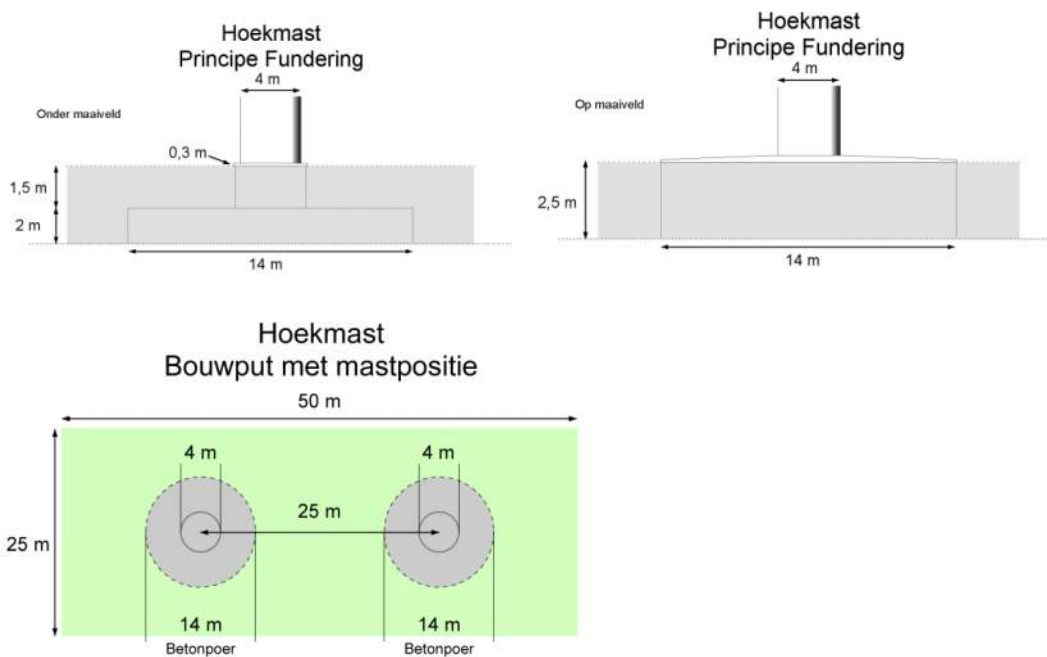 Hoekmast
Principe Fundering
4 m
Onder maaiveld
0,3 m
1,5 m
2 m
14 m
Hoekmast
Principe Fundering
4 m
Op maaiveld
2,5 m
14 m
Hoekmast
Bouwput met mastpositie
50 m
4 m 4 m
25 m
25 m
14 m 14 m
Betonpoer Betonpoer